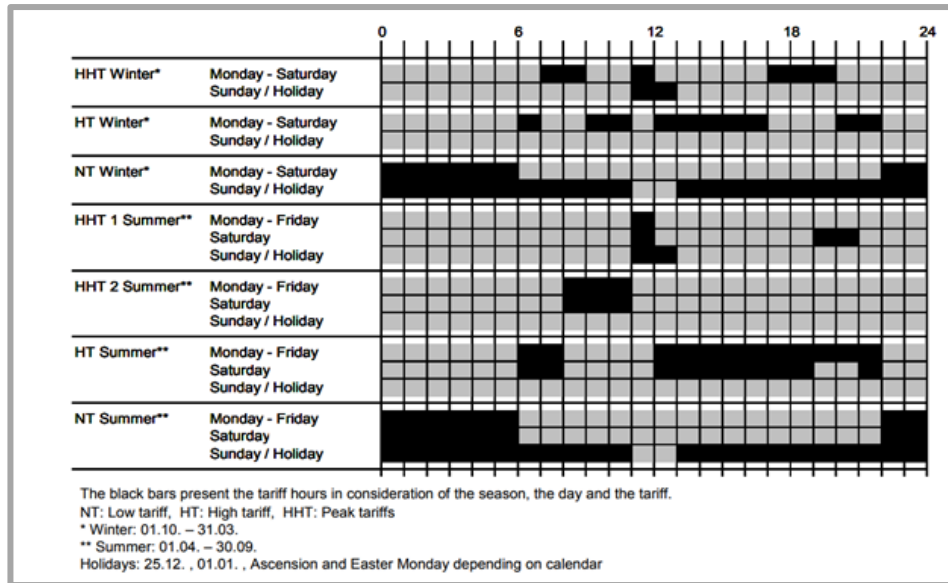 0 6 12 18 24
HHT Winter* Monday - Saturday
Sunday / Holiday
HT Winter* Monday - Saturday
Sunday / Holiday
NT Winter* Monday - Saturday
Sunday / Holiday
HHT 1 Summer** Monday - Friday
Saturday
Sunday / Holiday
HHT 2 Summer** Monday - Friday
Saturday
Sunday / Holiday
HT Summer** Monday - Friday
Saturday
Sunday / Holiday
NT Summer** Monday - Friday
Saturday
Sunday / Holiday
The black bars present the tariff hours in consideration of the season, the day and the tariff.
NT: Low tariff, HT: High tariff, HHT: Peak tariffs
* Winter: 01.10. – 31.03.
** Summer: 01.04. – 30.09.
Holidays: 25.12. , 01.01. , Ascension and Easter Monday depending on calendar